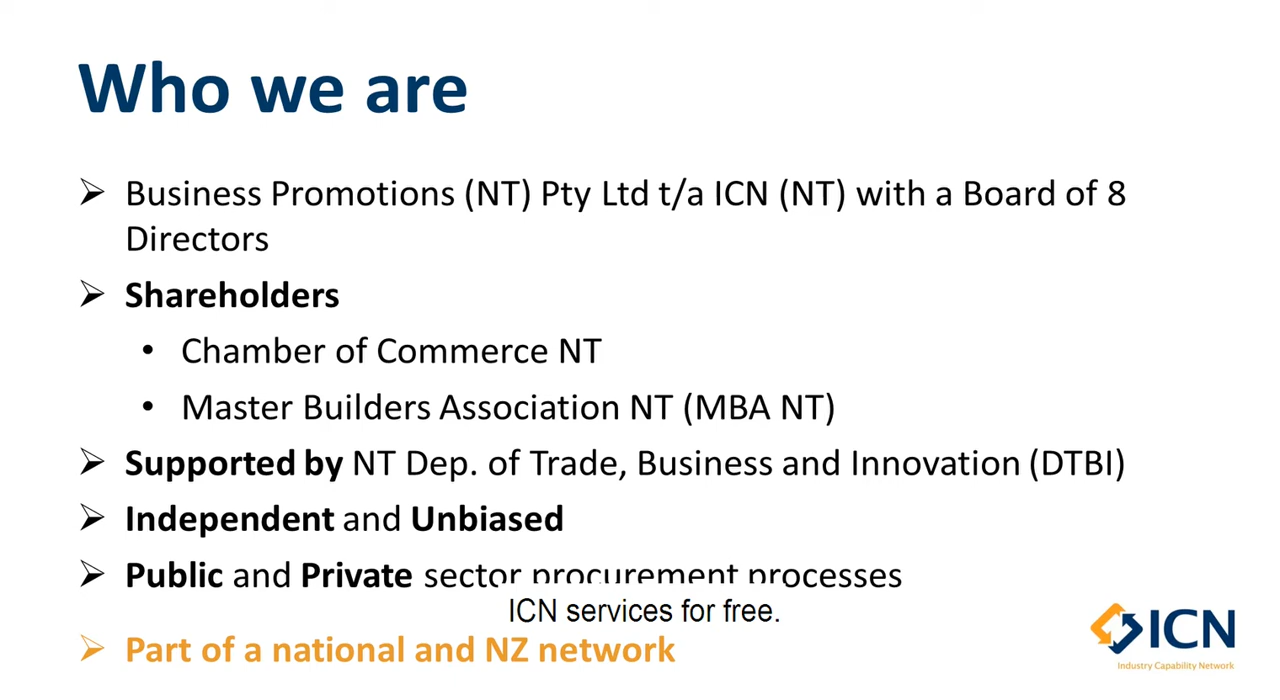 Who we are
Business Promotions (NT) Pty Ltd t/a ICN (NT) with a Board of 8
Directors
Shareholders
Chamber of Commerce NT
Master Builders Association NT (MBA NT)
Supported by NT Dep. of Trade, Business and Innovation (DTBI)
Independent and Unbiased
Public and Private sector procurement processes
ICN services for free.
Part of a national and NZ network
ICN
Industry Capability Network